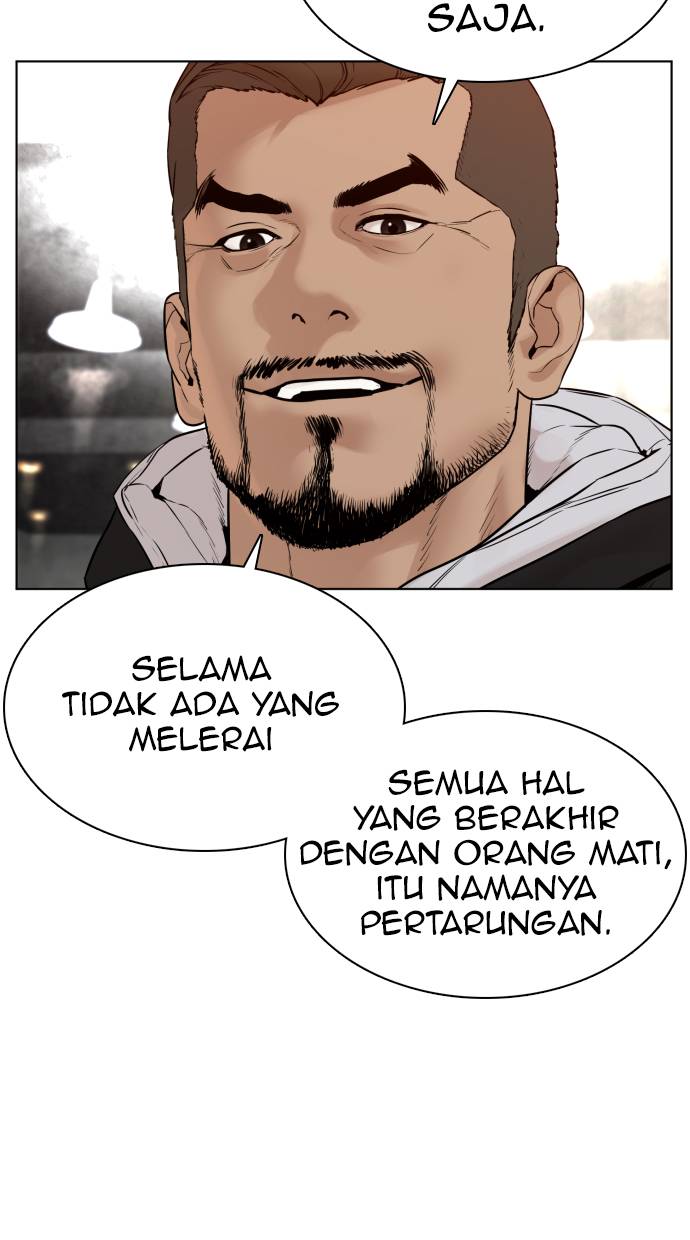 SAJA.
SELAMA
TIDAK ADA YANG
MELERAI
SEMUA HAL
YANG BERAKHIR
DENGAN ORANG MATI,
ITU NAMANYA
PERTARUNGAN.